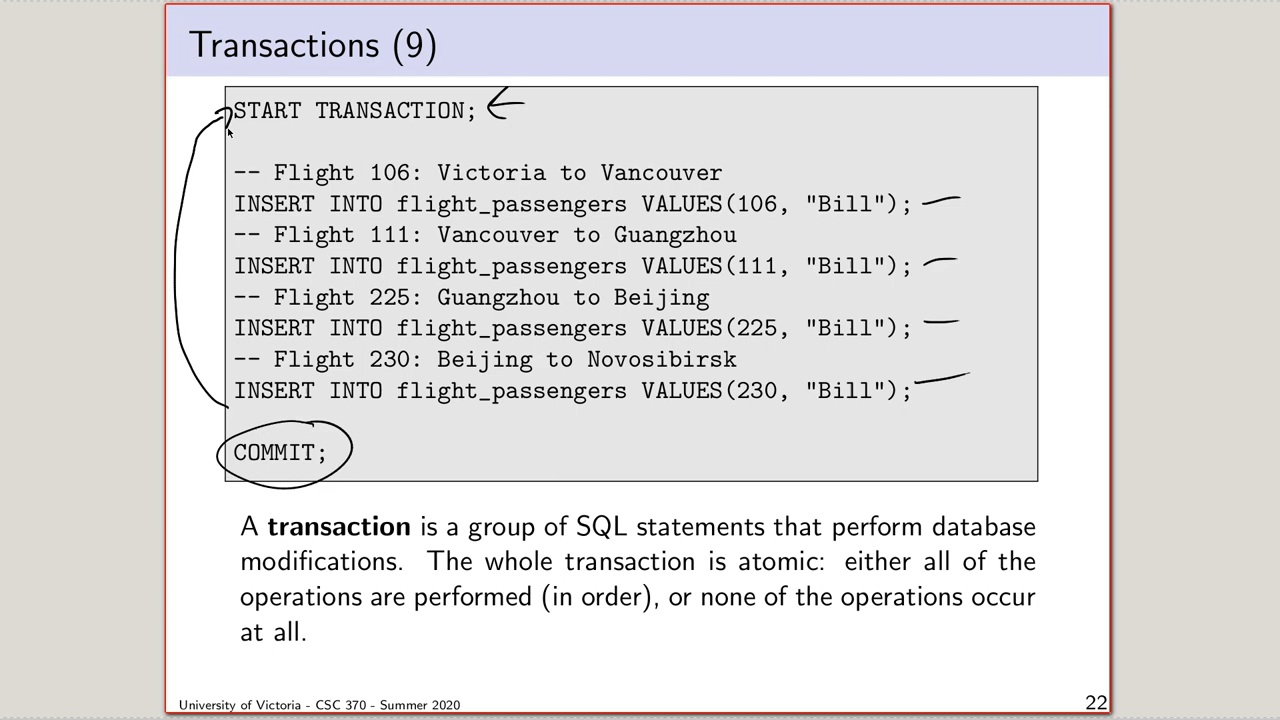 Transactions (9)
START TRANSACTION;
-- Flight 106: Victoria to Vancouver
INSERT INTO flight_passengers VALUES(106, "Bill");
-- Flight 111: Vancouver to Guangzhou
INSERT INTO flight_passengers VALUES(111, "Bill");
-- Flight 225: Guangzhou to Beijing
INSERT INTO flight_passengers VALUES(225, "Bill");
-- Flight 230: Beijing to Novosibirsk
INSERT INTO flight_passengers VALUES(230, "Bill");
COMMIT;
A transaction is a group of SQL statements that perform database
modifications. The whole transaction is atomic: either all of the
operations are performed (in order), or none of the operations occur
at all.
University of Victoria - CSC 370 - Summer 2020
22